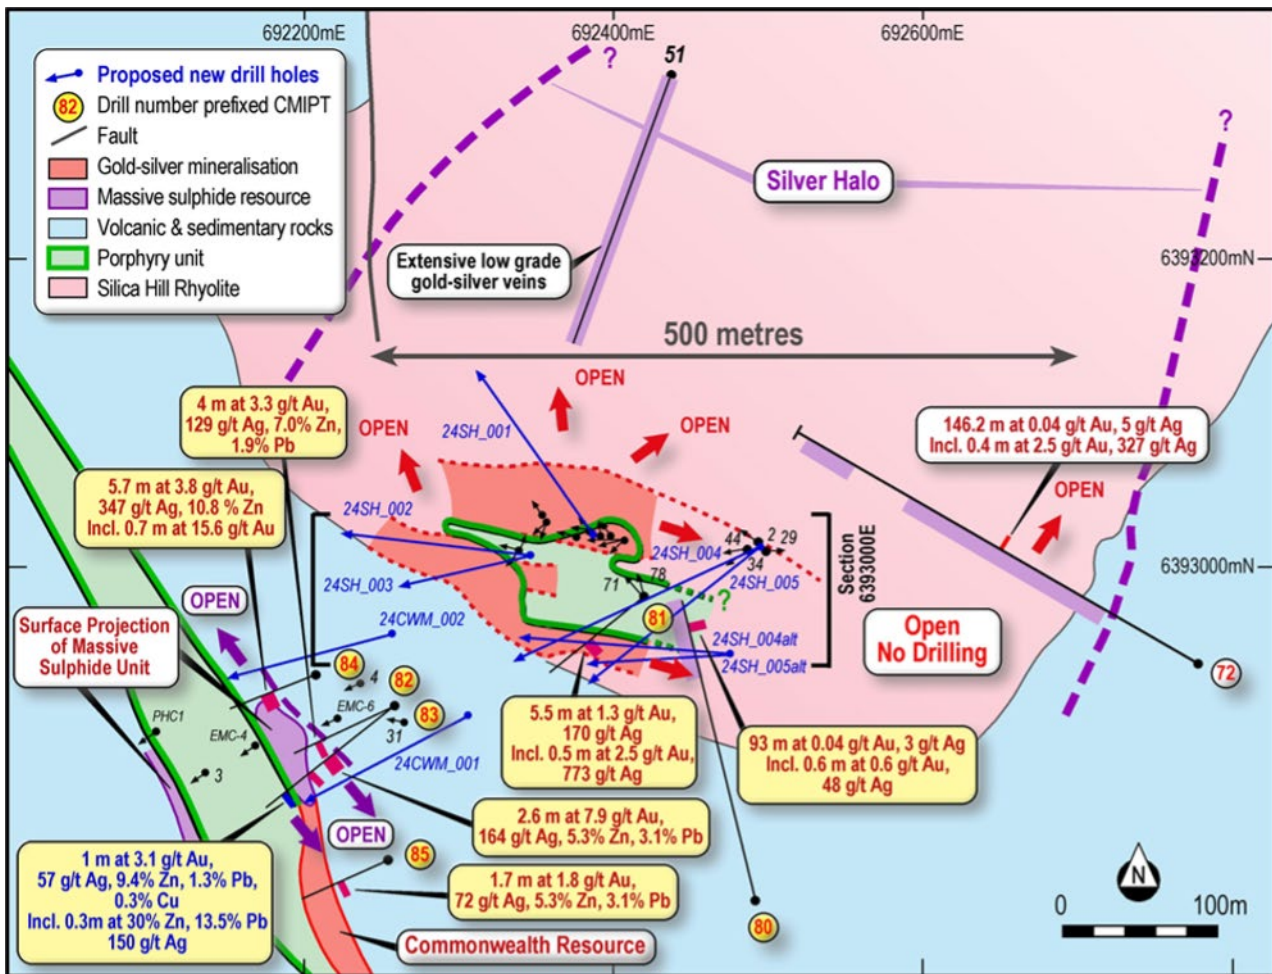 692200mE
692400mE
692600mE
Proposed new drill holes
82
Drill number prefixed CMIPT
Fault
Gold-silver mineralisation
Massive sulphide resource
Volcanic & sedimentary rocks
Porphyry unit
Silica Hill Rhyolite
?
51
?
Silver Halo
Extensive low grade
gold-silver veins
6393200mN
500 metres
4 m at 3.3 g/t Au,
129 g/t Ag, 7.0% Zn,
1.9% Pb
OPEN
24SH_001
OPEN
OPEN
146.2 m at 0.04 g/t Au, 5 g/t Ag
Incl. 0.4 m at 2.5 g/t Au, 327 g/t Ag
OPEN
5.7 m at 3.8 g/t Au,
347 g/t Ag, 10.8 % Zn
Incl. 0.7 m at 15.6 g/t Au
24SH_002
24SH_003
24SH_004
24SH_005
44
2
29
34
71
78
?
81
Section
6393000E
6393000mN
OPEN
24CWM_002
24SH_004alt
24SH_005alt
Open
No Drilling
72
Surface Projection
of Massive
Sulphide Unit
84
4
82
83
EMC-6
31
PHC1
EMC-4
3
24CWM_001
5.5 m at 1.3 g/t Au,
170 g/t Ag
Incl. 0.5 m at 2.5 g/t Au,
773 g/t Ag
93 m at 0.04 g/t Au, 3 g/t Ag
Incl. 0.6 m at 0.6 g/t Au,
48 g/t Ag
OPEN
2.6 m at 7.9 g/t Au,
164 g/t Ag, 5.3% Zn, 3.1% Pb
85
1 m at 3.1 g/t Au,
57 g/t Ag, 9.4% Zn, 1.3% Pb,
0.3% Cu
Incl. 0.3m at 30% Zn, 13.5% Pb
150 g/t Ag
1.7 m at 1.8 g/t Au,
72 g/t Ag, 5.3% Zn, 3.1% Pb
80
Commonwealth Resource
N
0
100m